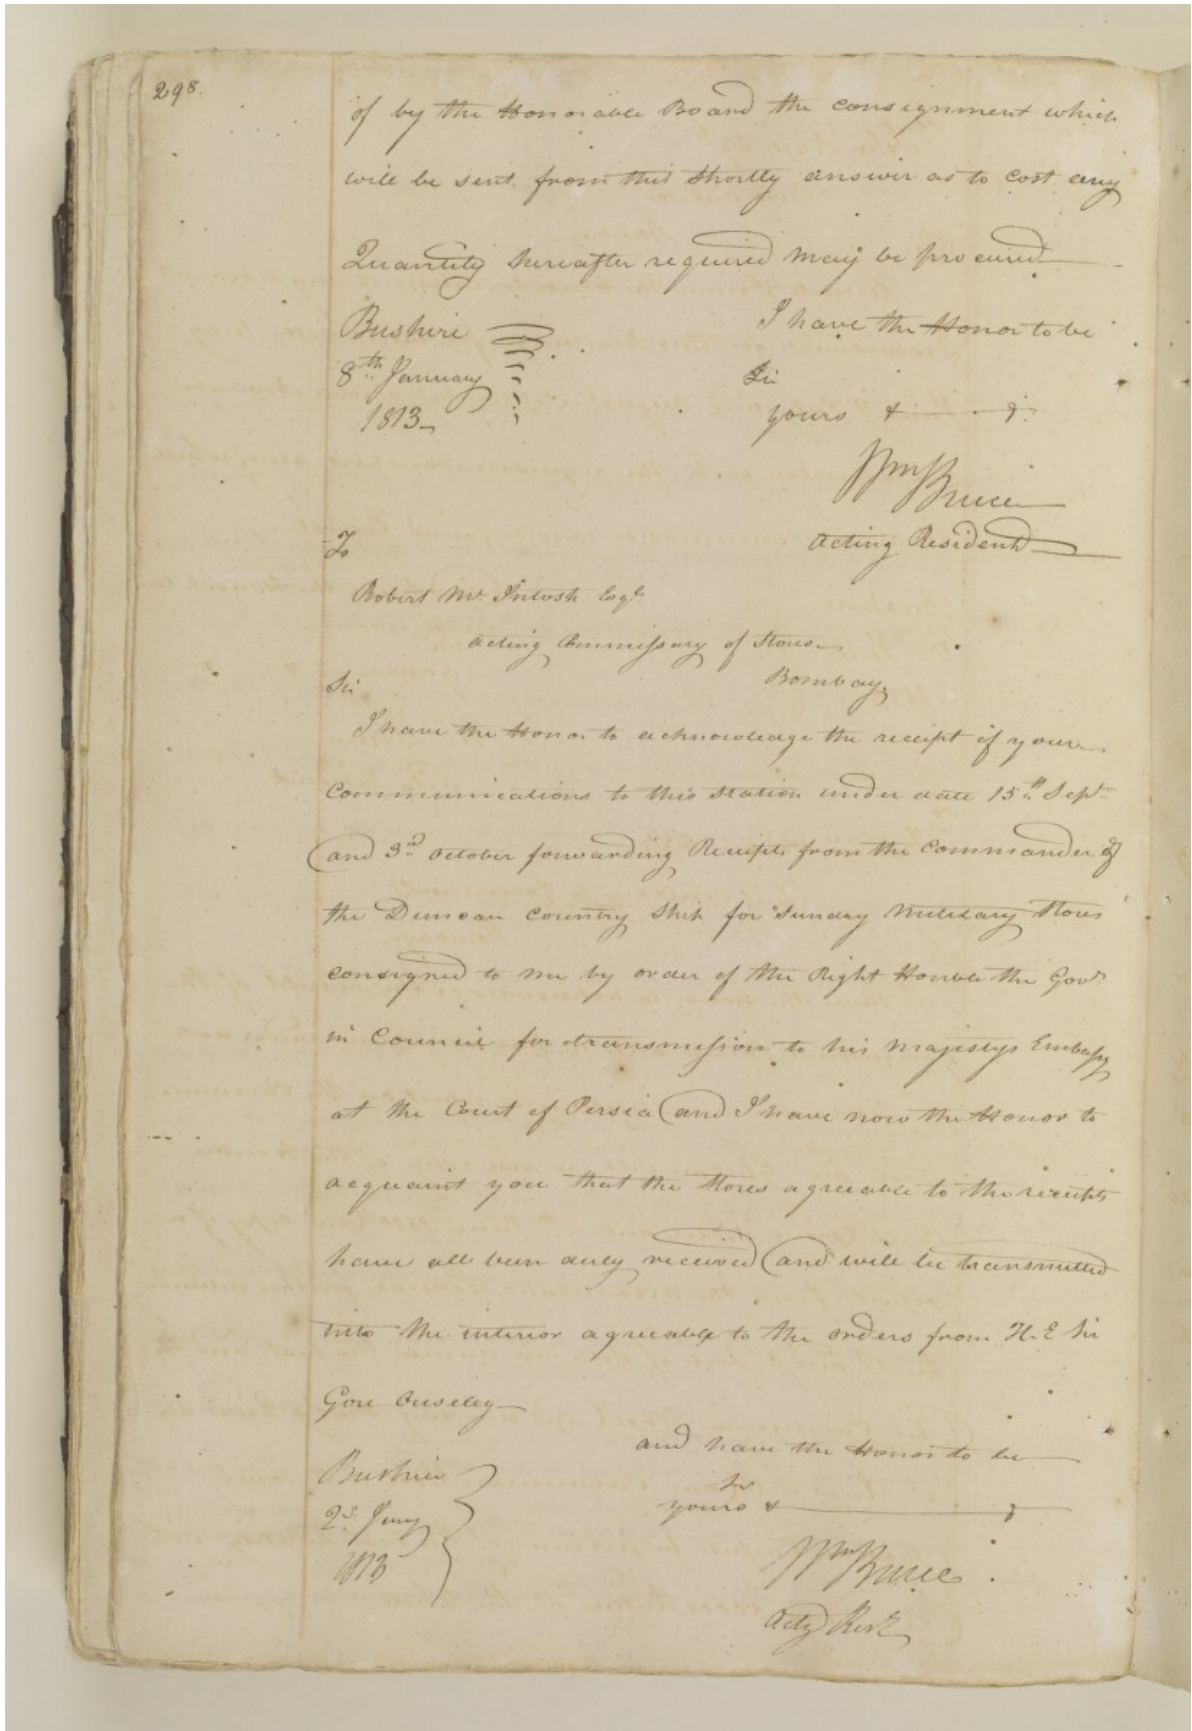 298.
of by the Honorable Board the consignment which
will be sent from this shortly answer as to cost any
Quantity hereafter required may be procured
Bushire
I have the Honor to be
8th January
Sir
1813
yours & &
Wm Bruce
Acting Resident
To
Robert Mc Intosh Esqr
acting Commissary of Stores
Bombay
Sir
I have the Honor to acknowledge the receipt of your
communications to this station under date 15th Sept
and 3rd October forwarding Receipts from the Commander of
the Duncan country ship for sunday military stores
consigned to me by order of the Right Honble the Govr
in Council for transmission to his majestys Embassy
at the Court of Persia and I have now the Honor to
acquaint you that the stores agreeable to the receipts
have all been duly received and will be transmitted
into the interior agreeable to the orders from H.E Sir
Gore Ouseley
and have the Honor to be
Bushire
Sr
2d Jany
yours & &
1813
Wm Bruce
Actg Resdt